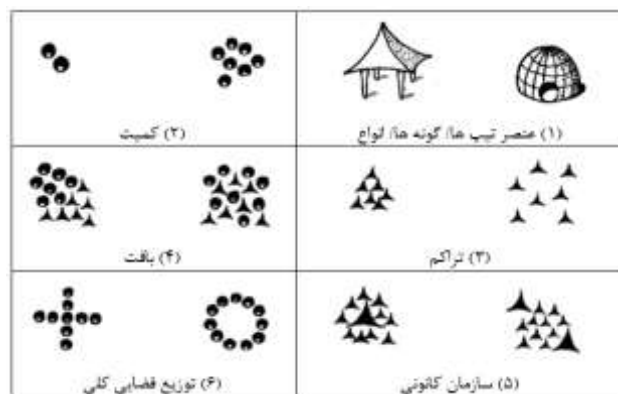 (۱) عنصر تیپ ها/ گونه ها/ انواع
(۲) کمیت
(۳) تراکم
(۴) بافت
(۵) سازمان کانونی
(۶) توزیع فضایی کلی